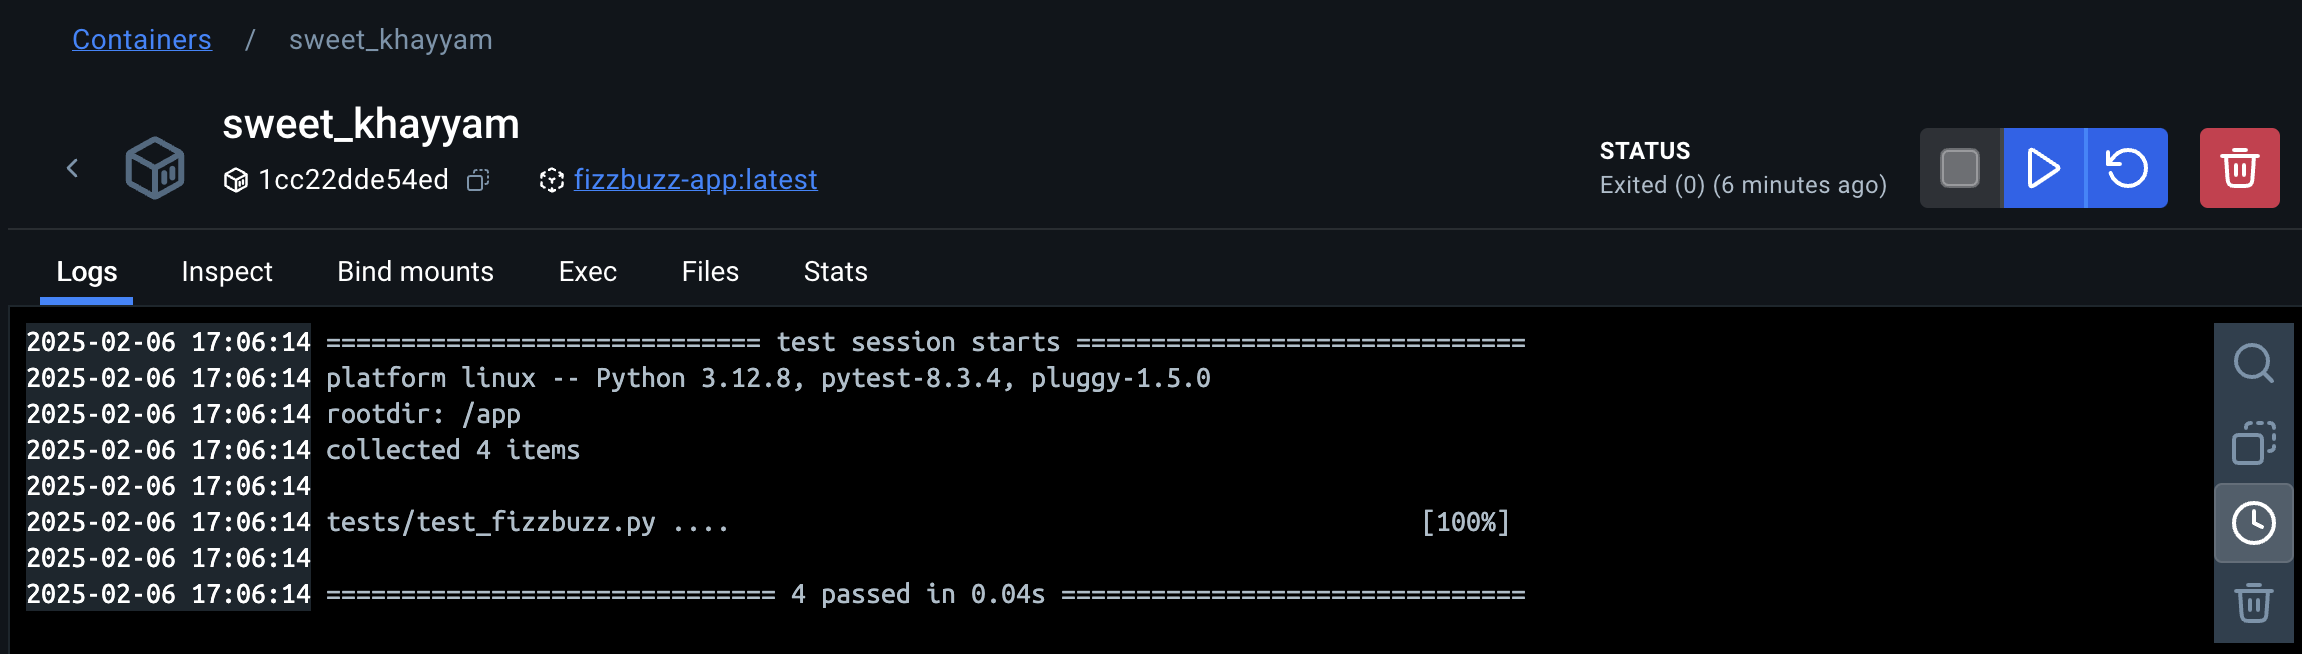 Containers / sweet_khayyam
sweet_khayyam
1cc22dde54ed fizzbuzz-app:latest
STATUS
Exited (0) (6 minutes ago)
Logs Inspect Bind mounts Exec Files Stats
2025-02-06 17:06:14 ============================= test session starts ==============================
2025-02-06 17:06:14 platform linux -- Python 3.12.8, pytest-8.3.4, pluggy-1.5.0
2025-02-06 17:06:14 rootdir: /app
2025-02-06 17:06:14 collected 4 items
2025-02-06 17:06:14
2025-02-06 17:06:14 tests/test_fizzbuzz.py .... [100%]
2025-02-06 17:06:14
2025-02-06 17:06:14 ============================== 4 passed in 0.04s ===============================